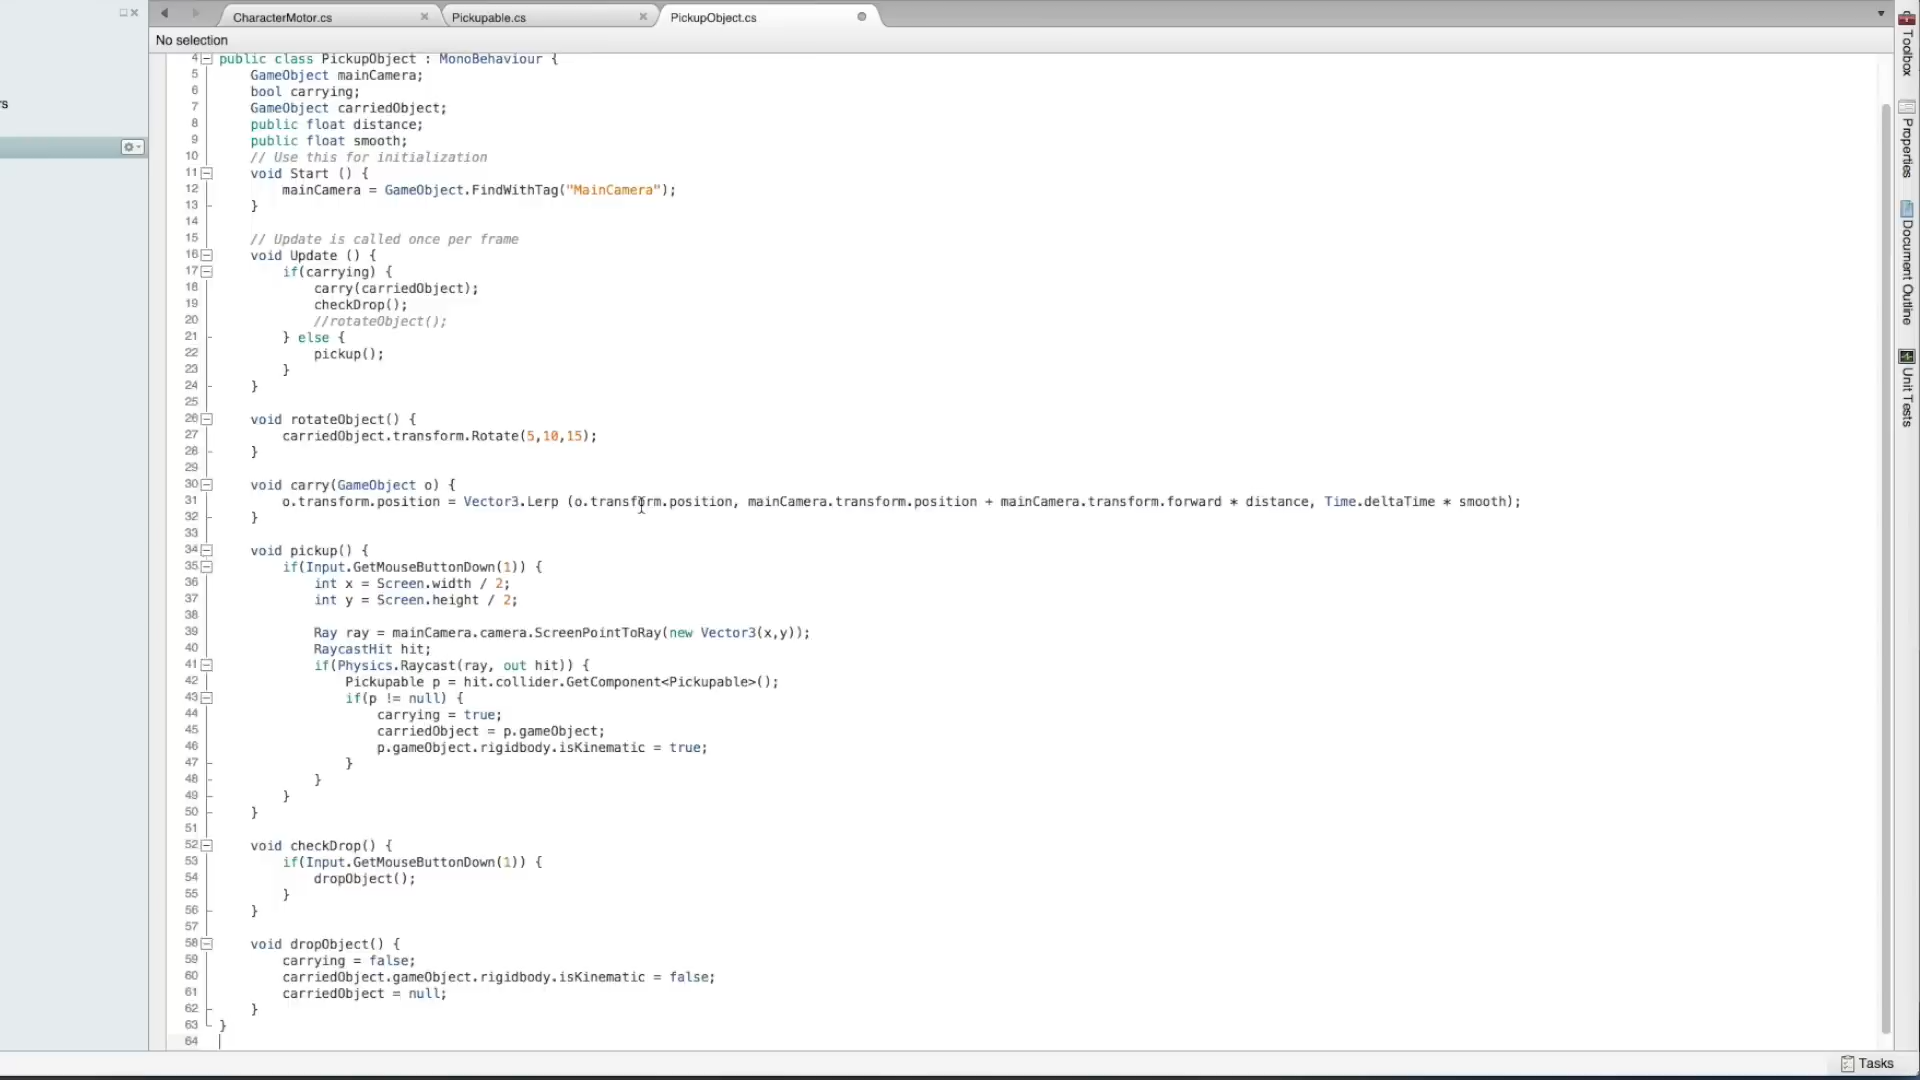 CharacterMotor.cs
Pickupable.cs
PickupObject.cs
No selection
s
4 public class PickupObject : MonoBehaviour {
5 GameObject mainCamera;
6 bool carrying;
7 GameObject carriedObject;
8 public float distance;
9 public float smooth;
10 // Use this for initialization
11 void Start () {
12 mainCamera = GameObject.FindWithTag("MainCamera");
13 }
14
15 // Update is called once per frame
16 void Update () {
17 if(carrying) {
18 carry(carriedObject);
19 checkDrop();
20 //rotateObject();
21 } else {
22 pickup();
23 }
24 }
25
26 void rotateObject() {
27 carriedObject.transform.Rotate(5,10,15);
28 }
29
30 void carry(GameObject o) {
31 o.transform.position = Vector3.Lerp (o.transform.position, mainCamera.transform.position + mainCamera.transform.forward * distance, Time.deltaTime * smooth);
32 }
33
34 void pickup() {
35 if(Input.GetMouseButtonDown(1)) {
36 int x = Screen.width / 2;
37 int y = Screen.height / 2;
38
39 Ray ray = mainCamera.camera.ScreenPointToRay(new Vector3(x,y));
40 RaycastHit hit;
41 if(Physics.Raycast(ray, out hit)) {
42 Pickupable p = hit.collider.GetComponent<Pickupable>();
43 if(p != null) {
44 carrying = true;
45 carriedObject = p.gameObject;
46 p.gameObject.rigidbody.isKinematic = true;
47 }
48 }
49 }
50 }
51
52 void checkDrop() {
53 if(Input.GetMouseButtonDown(1)) {
54 dropObject();
55 }
56 }
57
58 void dropObject() {
59 carrying = false;
60 carriedObject.gameObject.rigidbody.isKinematic = false;
61 carriedObject = null;
62 }
63 }
64
Toolbox
Properties
Document Outline
Unit Tests
Tasks